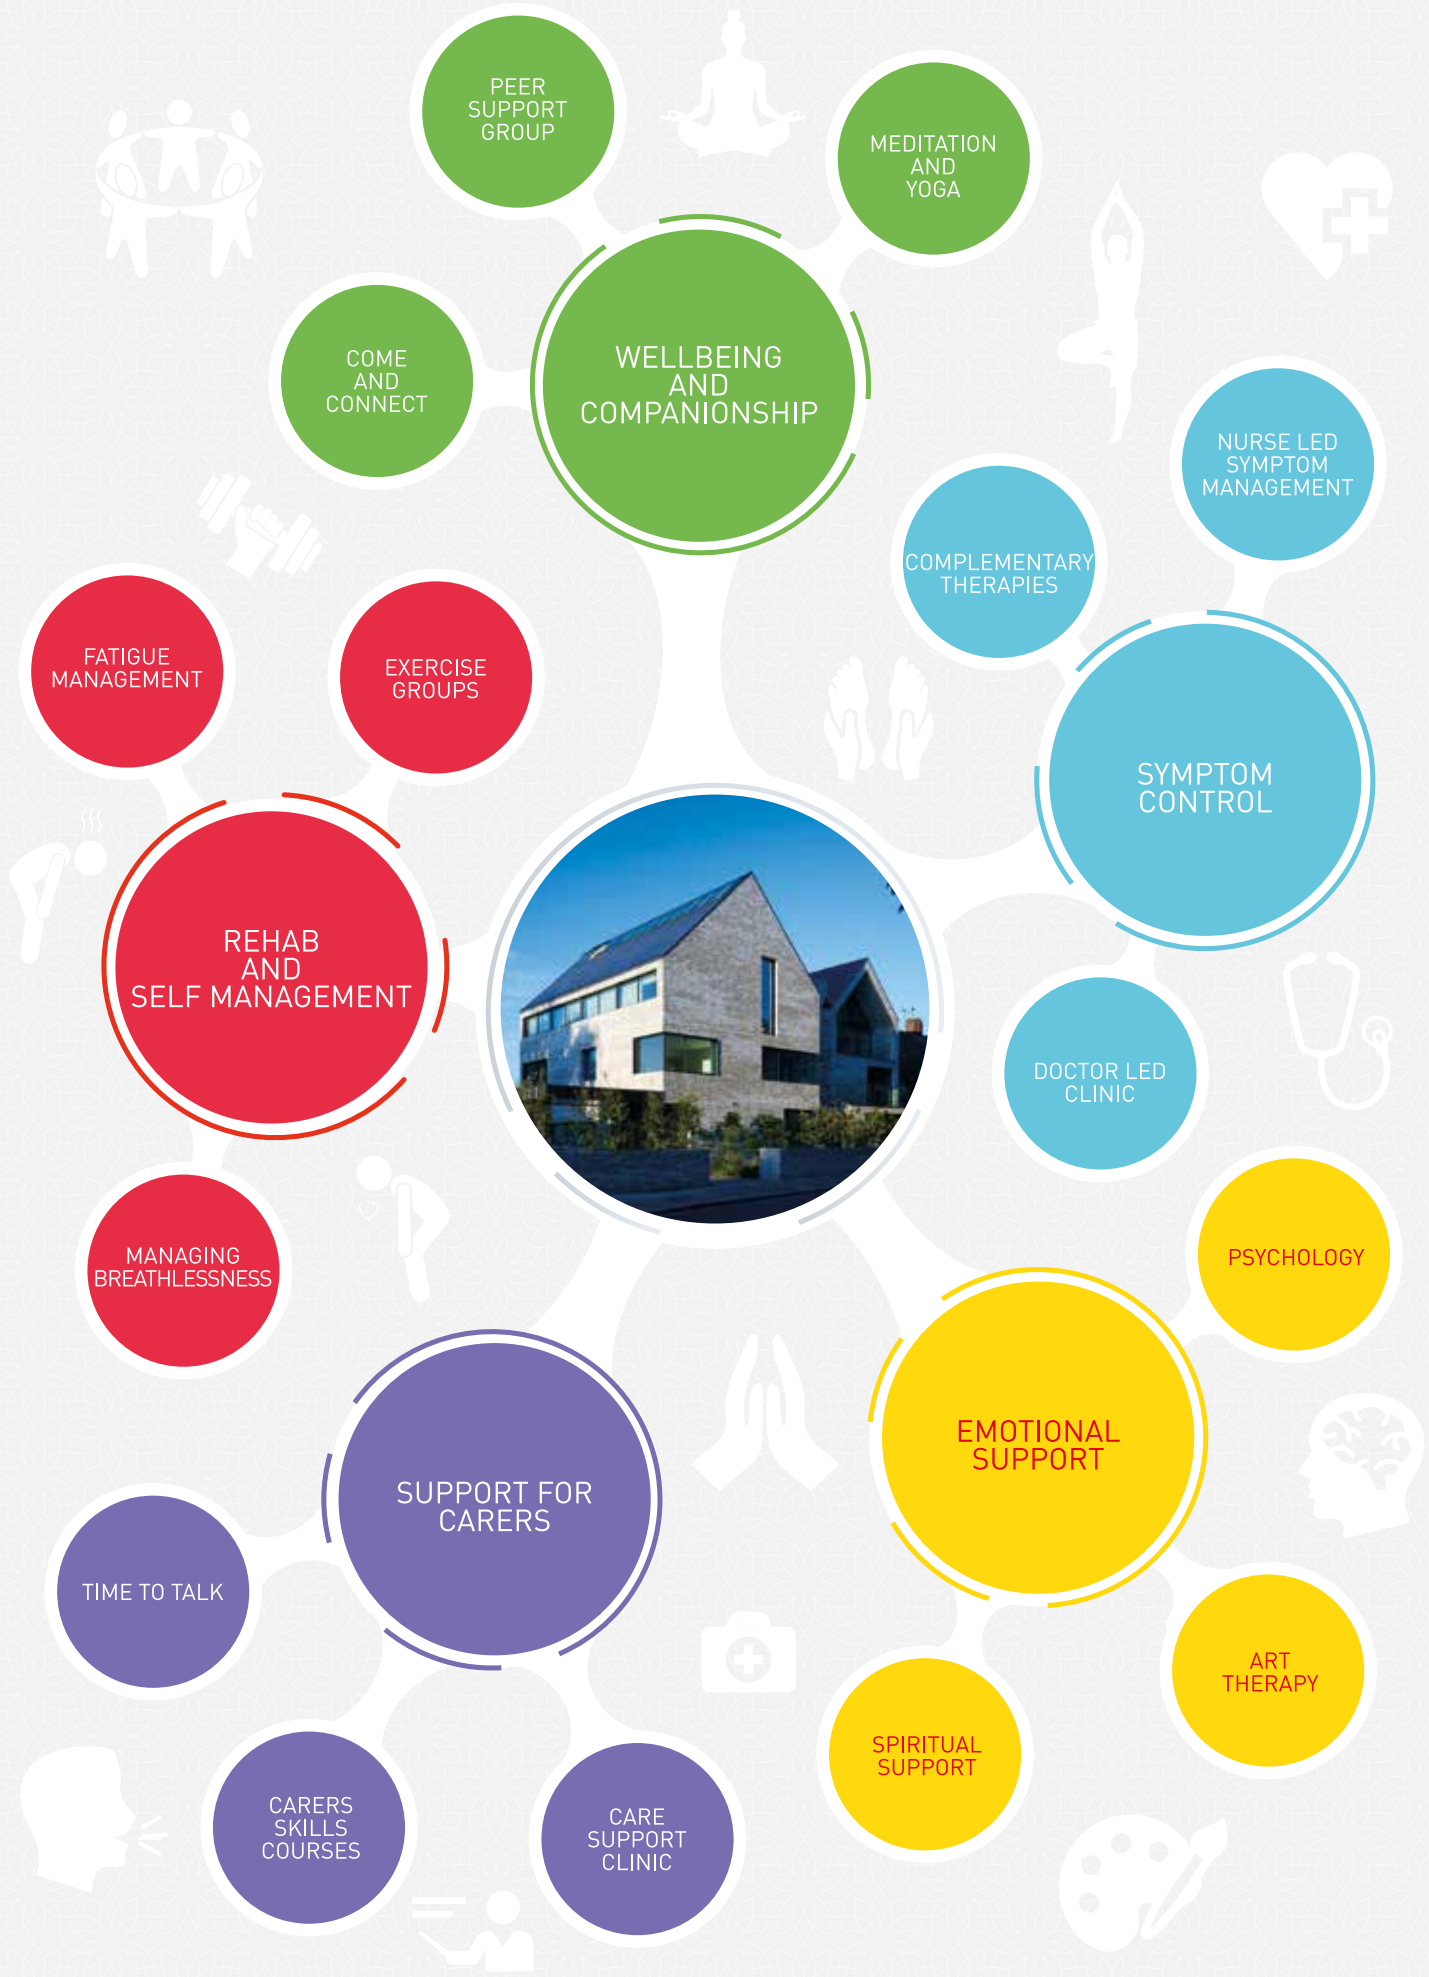 PEER
SUPPORT
GROUP
MEDITATION
AND
YOGA
COME
AND
CONNECT
WELLBEING
AND
COMPANIONSHIP
NURSE LED
SYMPTOM
MANAGEMENT
COMPLEMENTARY
THERAPIES
SYMPTOM
CONTROL
DOCTOR LED
CLINIC
FATIGUE
MANAGEMENT
EXERCISE
GROUPS
REHAB
AND
SELF MANAGEMENT
MANAGING
BREATHLESSNESS
PSYCHOLOGY
EMOTIONAL
SUPPORT
ART
THERAPY
SPIRITUAL
SUPPORT
SUPPORT FOR
CARERS
TIME TO TALK
CARERS
SKILLS
COURSES
CARE
SUPPORT
CLINIC